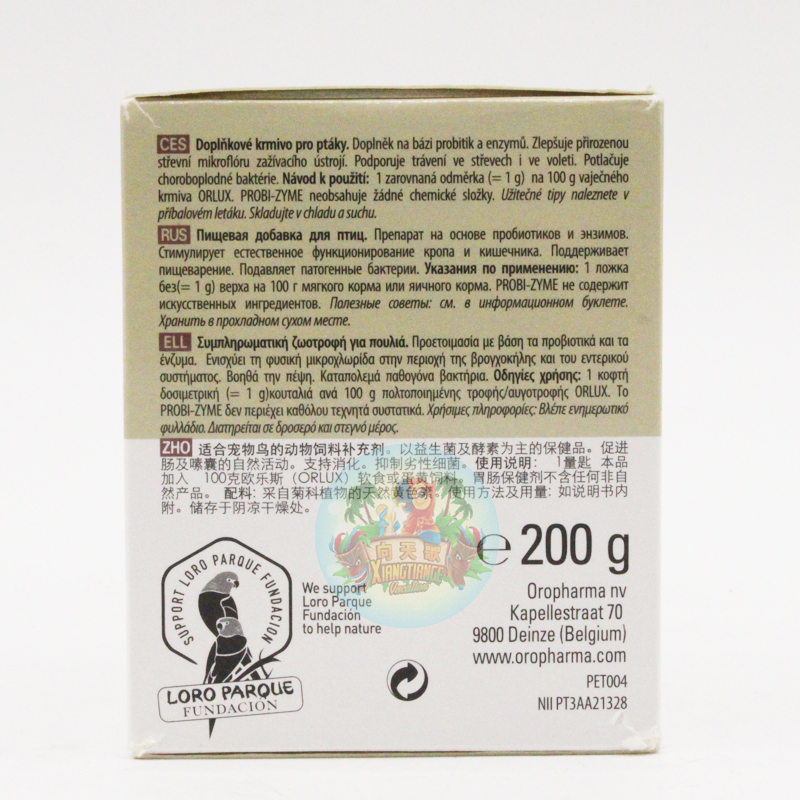 CES Doplňkové krmivo pro ptáky. Doplněk na bázi probitik a enzymů. Zlepšuje přirozenou
střevní mikroflóru zažívacího ústrojí. Podporuje trávení ve střevech i ve voleti. Potlačuje
choroboplodné baktérie. Návod k použití: 1 zarovnaná odměrka (= 1 g) na 100 g vaječného
krmiva ORLUX. PROBI-ZYME neobsahuje žádné chemické složky. Užitečné tipy naleznete v
příbalovém letáku. Skladujte v chladu a suchu.
RUS Пищевая добавка для птиц. Препарат на основе пробиотиков и энзимов.
Стимулирует естественное функционирование кропа и кишечника. Поддерживает
пищеварение. Подавляет патогенные бактерии. Указания по применению: 1 ложка
без(= 1 g) верха на 100 г мягкого корма или яичного корма. PROBI-ZYME не содержит
искусственных ингредиентов. Полезные советы: см. в информационном буклете.
Хранить в прохладном сухом месте.
ELL Συμπληρωματική ζωοτροφή για πουλιά. Προετοιμασία με βάση τα προβιοτικά και τα
ένζυμα. Ενισχύει τη φυσική μικροχλωρίδα στην περιοχή της βρογχοκήλης και του εντερικού
συστήματος. Βοηθά την πέψη. Καταπολεμά παθογόνα βακτήρια. Οδηγίες χρήσης: 1 κοφτή
δοσιμετρική (= 1 g)κουταλιά ανά 100 g πολτοποιημένης τροφής/αυγοτροφής ORLUX. Το
PROBI-ZYME δεν περιέχει καθόλου τεχνητά συστατικά. Χρήσιμες πληροφορίες: Βλέπε ενημερωτικό
φυλλάδιο. Διατηρείται σε δροσερό και στεγνό μέρος.
ZHO 适合宠物鸟的动物饲料补充剂。以益生菌及酵素为主的保健品。促进
肠及嗉囊的自然活动。支持消化。抑制劣性细菌。使用说明： 1量匙 本品
加入 100克欧乐斯（ORLUX）软食或蛋黄饲料。胃肠保健剂不含任何非自
然产品。 配料: 采自菊科植物的天然黄色素。使用方法及用量: 如说明书内
附。储存于阴凉干燥处。
向天歌
XIANGTIANGE
SUPPORT LORO PARQUE FUNDACION
LORO PARQUE
FUNDACIÓN
We support
Loro Parque
Fundación
to help nature
℮ 200 g
Oropharma nv
Kapellestraat 70
9800 Deinze (Belgium)
www.oropharma.com
PET004
NII PT3AA21328